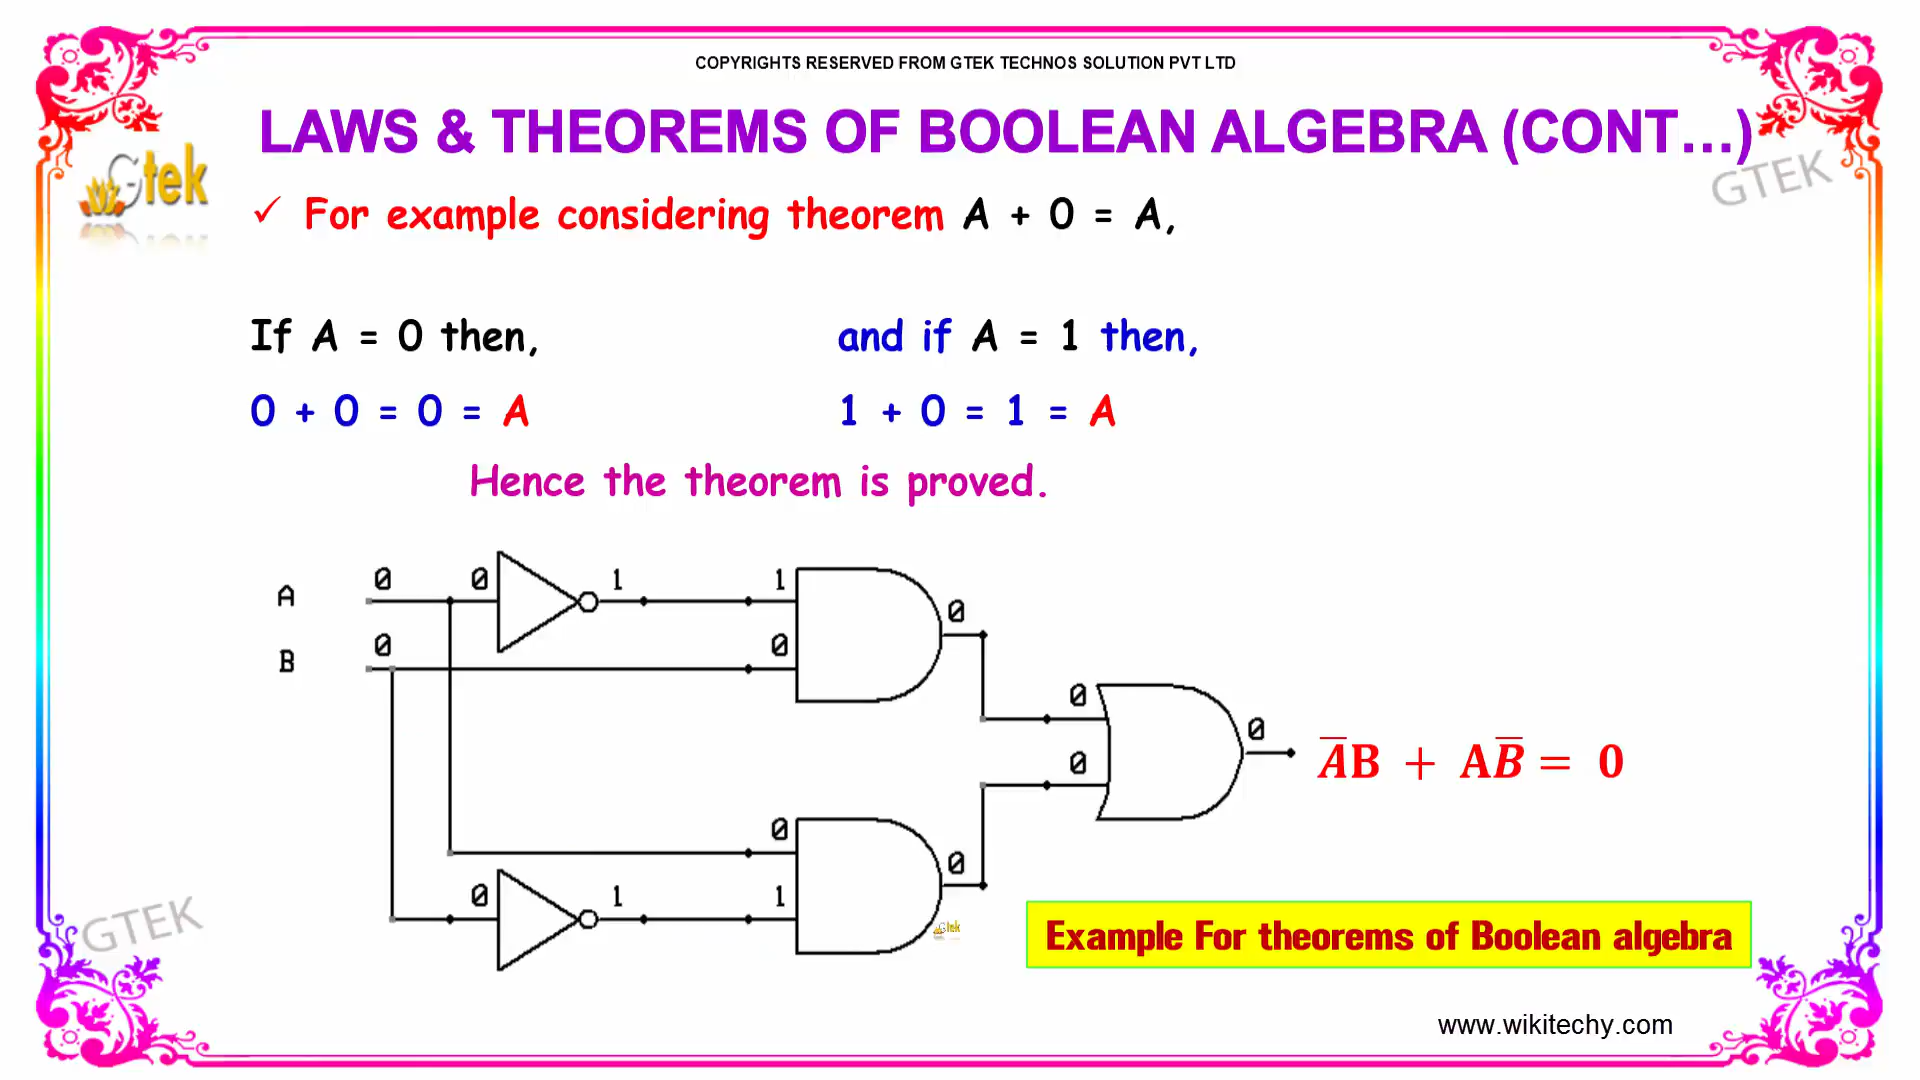 COPYRIGHTS RESERVED FROM GTEK TECHNOS SOLUTION PVT LTD
LAWS & THEOREMS OF BOOLEAN ALGEBRA (CONT...)
Gtek
GTEK
✓ For example considering theorem A + 0 = A,
If A = 0 then,
and if A = 1 then,
0 + 0 = 0 = A
1 + 0 = 1 = A
Hence the theorem is proved.
A 0 0 1 1 0
B 0 0
0 0
0
A̅B + AB̅ = 0
0 0
0 1 1
Gtek
Example For theorems of Boolean algebra
GTEK
www.wikitechy.com